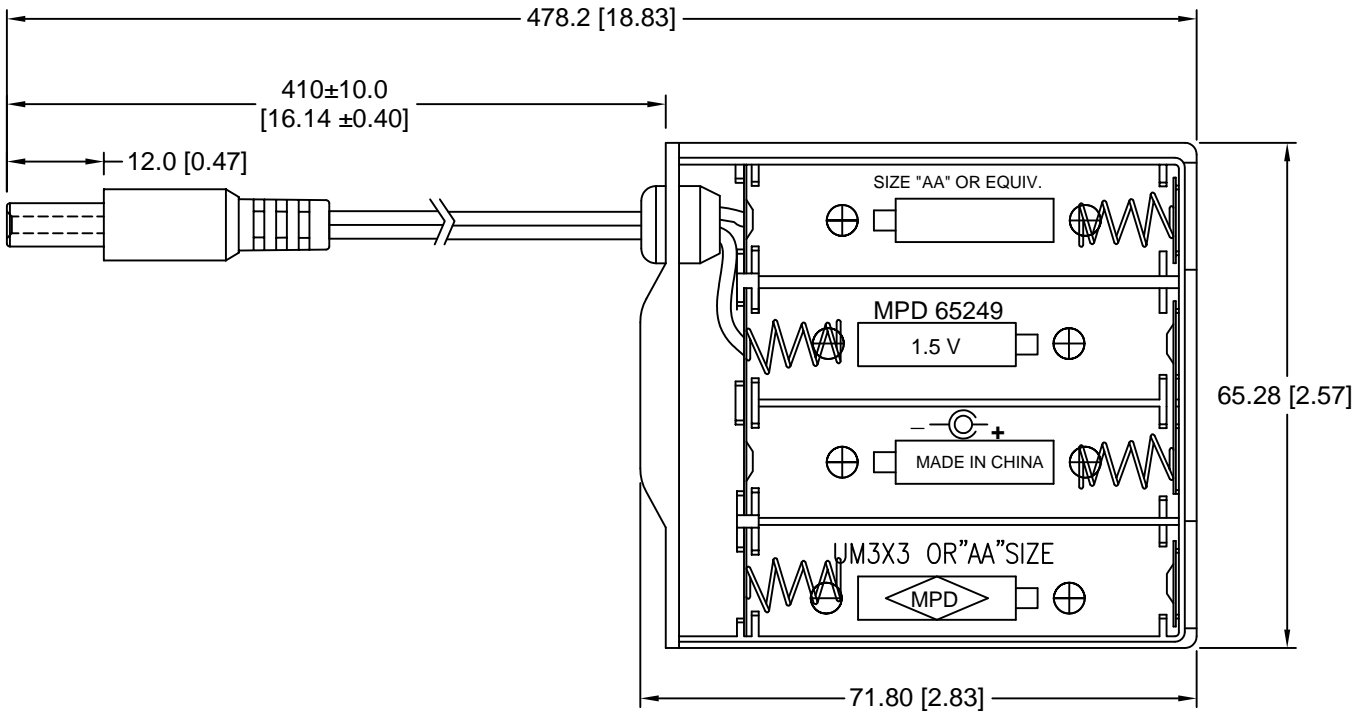 478.2 [18.83]
410±10.0
[16.14 ±0.40]
12.0 [0.47]
SIZE "AA" OR EQUIV.
MPD 65249
1.5 V
65.28 [2.57]
– +
MADE IN CHINA
UM3X3 OR"AA"SIZE
MPD
71.80 [2.83]